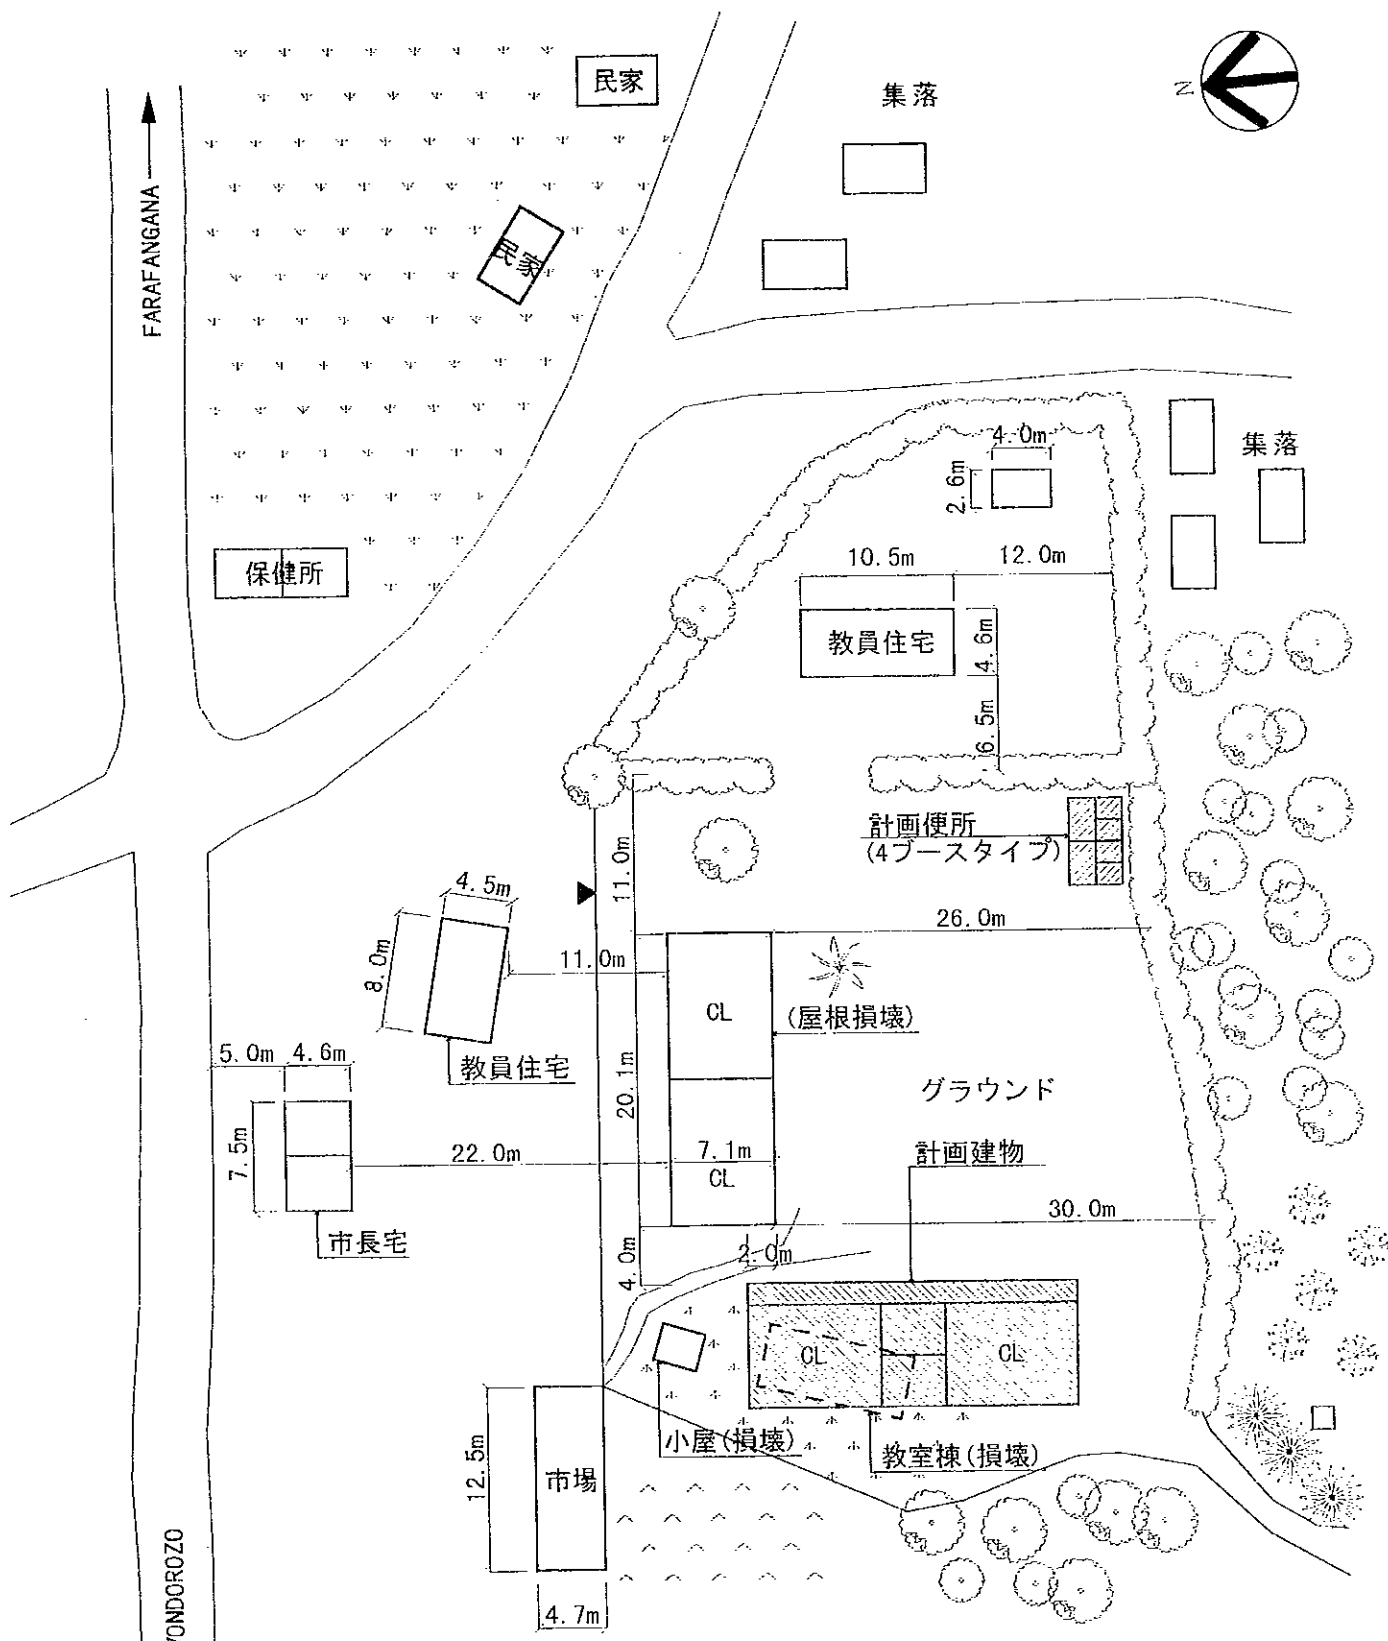 民家
集落
N
FARAFANGANA
民家
4.0m
2.6m
集落
10.5m
12.0m
保健所
教員住宅
4.6m
6.5m
計画便所
(4ブースタイプ)
11.0m
4.5m
8.0m
26.0m
11.0m
CL
(屋根損壊)
教員住宅
5.0m
4.6m
グラウンド
20.1m
7.5m
22.0m
7.1m
計画建物
CL
市長宅
30.0m
2.0m
4.0m
CL
CL
小屋(損壊)
教室棟(損壊)
12.5m
市場
VONDOROZO
4.7m